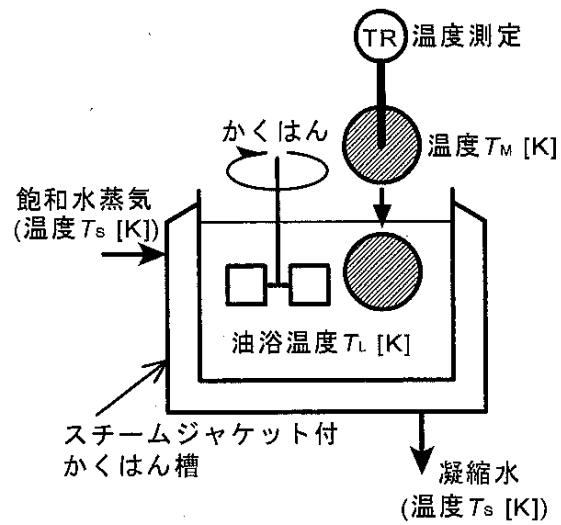 TR 温度測定
かくはん
温度TM [K]
飽和水蒸気
(温度Ts [K])
油浴温度TL [K]
スチームジャケット付
かくはん槽
凝縮水
(温度Ts [K])